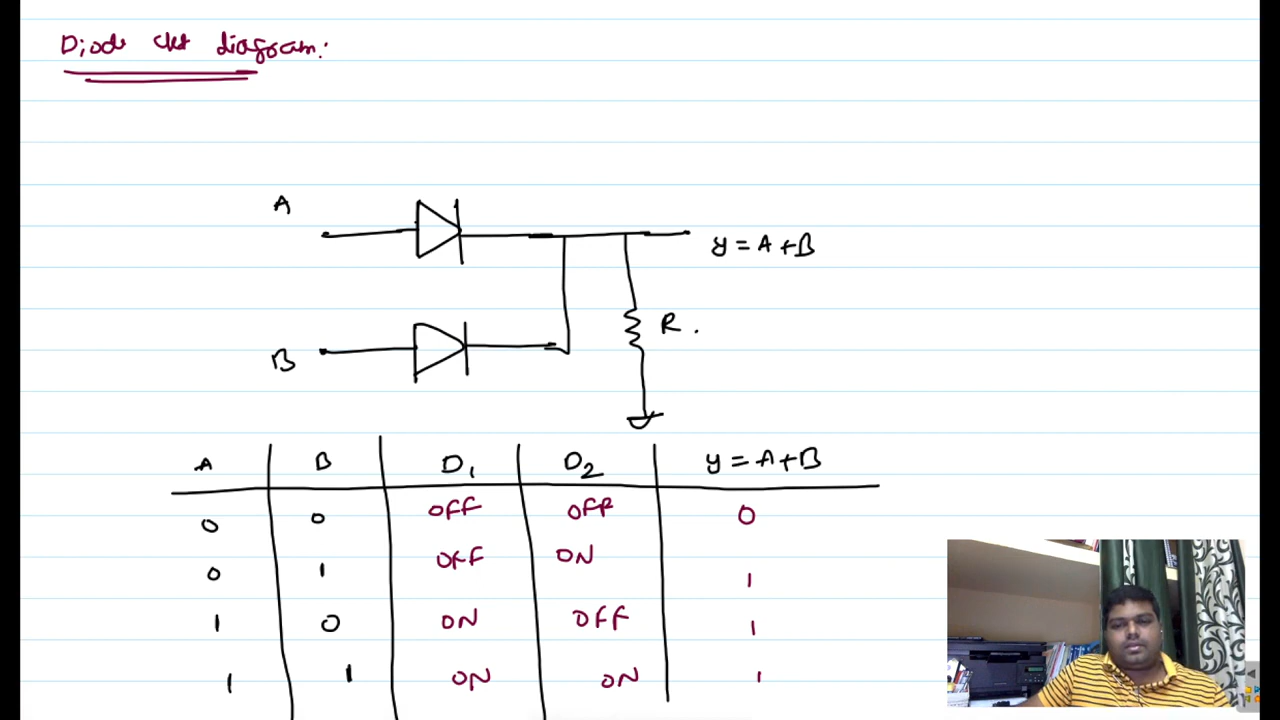 Diode ckt diagram:
A
y = A + B
R.
B
A B D1 D2 y = A + B
0 0 OFF OFF 0
0 1 OFF ON 1
1 0 ON OFF 1
1 1 ON ON 1